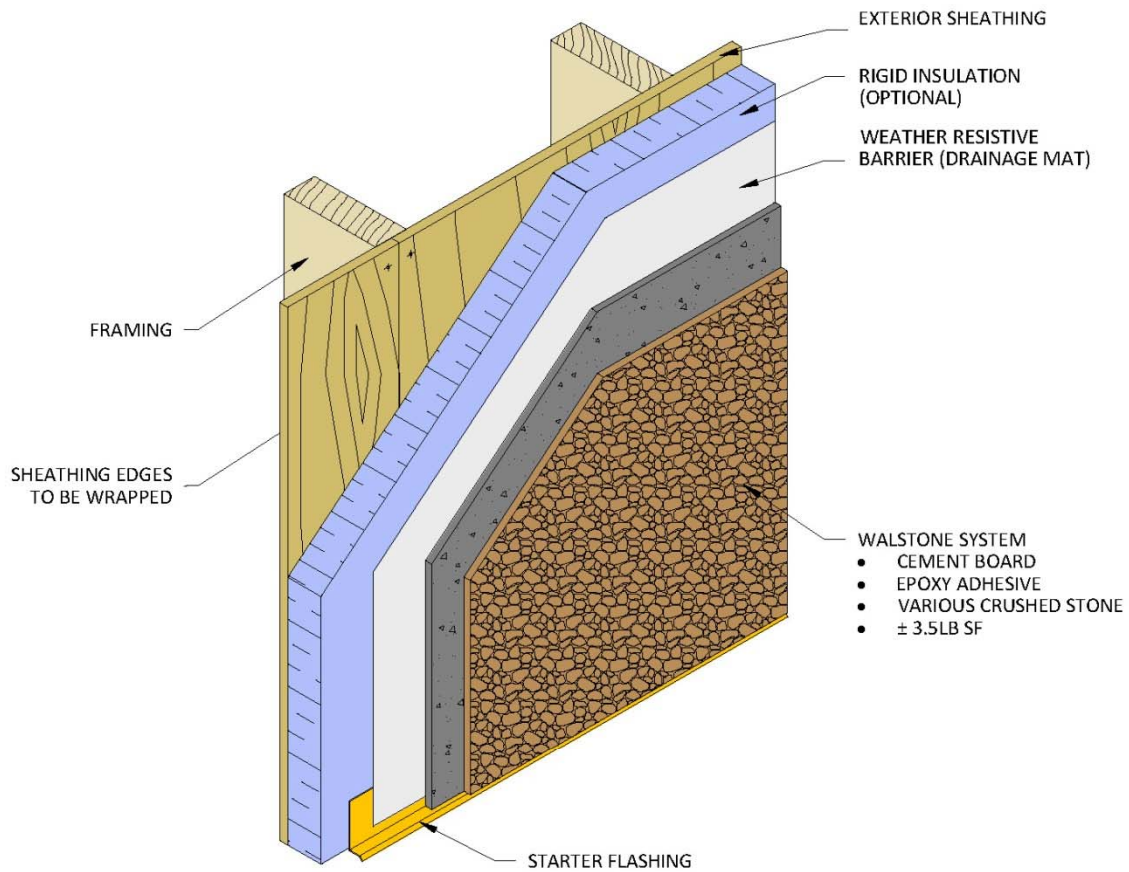 EXTERIOR SHEATHING
RIGID INSULATION
(OPTIONAL)
WEATHER RESISTIVE
BARRIER (DRAINAGE MAT)
FRAMING
SHEATHING EDGES
TO BE WRAPPED
WALSTONE SYSTEM
• CEMENT BOARD
• EPOXY ADHESIVE
• VARIOUS CRUSHED STONE
• ± 3.5LB SF
STARTER FLASHING